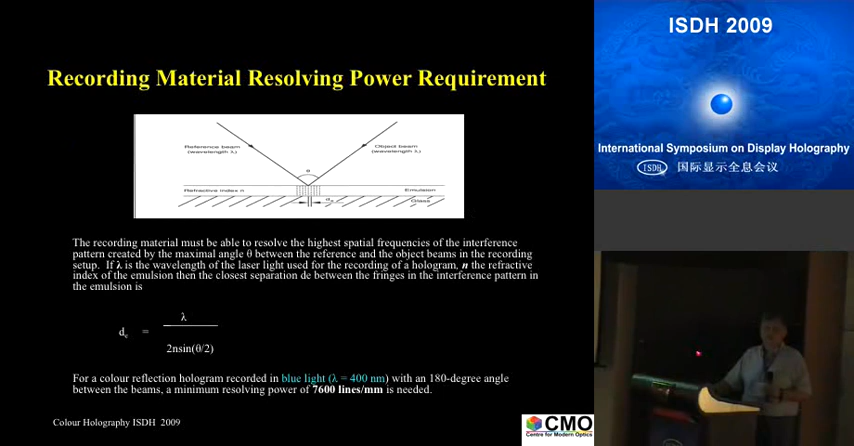 Recording Material Resolving Power Requirement
Reference beam
(wavelength λ)
Object beam
(wavelength λ)
θ
Refractive index n
Emulsion
Glass
The recording material must be able to resolve the highest spatial frequencies of the interference
pattern created by the maximal angle θ between the reference and the object beams in the recording
setup. If λ is the wavelength of the laser light used for the recording of a hologram, n the refractive
index of the emulsion then the closest separation de between the fringes in the interference pattern in
the emulsion is
dₑ = λ
2nsin(θ/2)
For a colour reflection hologram recorded in blue light (λ = 400 nm) with an 180-degree angle
between the beams, a minimum resolving power of 7600 lines/mm is needed.
Colour Holography ISDH 2009
CMO
Centre for Modern Optics
ISDH 2009
International Symposium on Display Holography
ISDH 国际显示全息会议